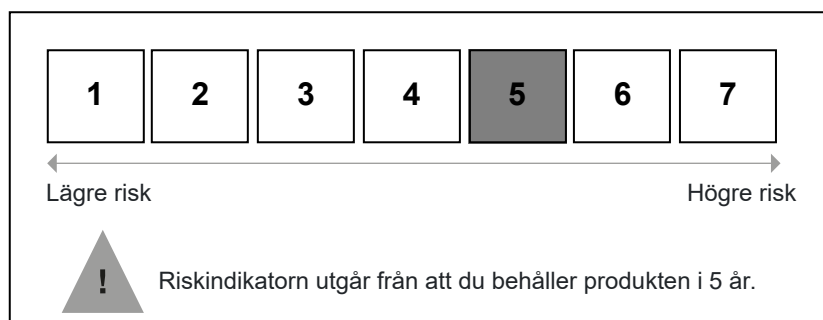 1 2 3 4 5 6 7
Lägre risk Högre risk
! Riskindikatorn utgår från att du behåller produkten i 5 år.